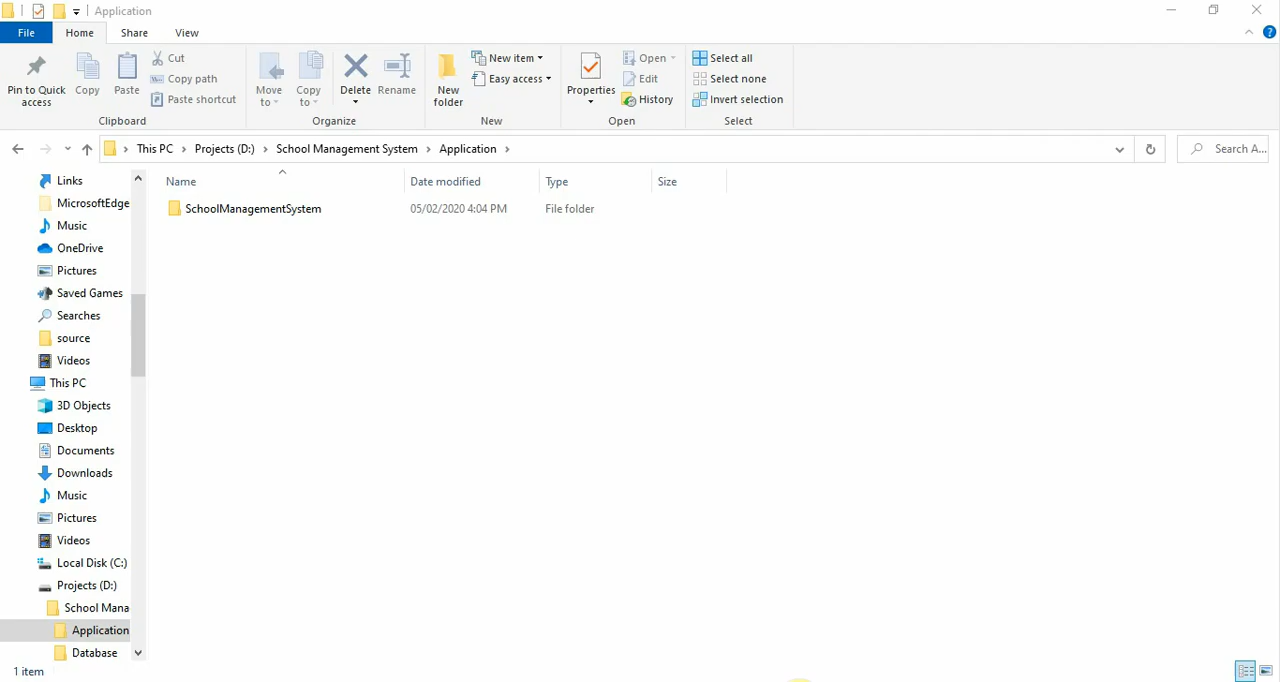 Application
File Home Share View
Pin to Quick access
Copy
Paste
Cut
Copy path
Paste shortcut
Clipboard
Move to
Copy to
Delete
Rename
Organize
New folder
New item
Easy access
New
Properties
Open
Edit
History
Open
Select all
Select none
Invert selection
Select
This PC Projects (D:) School Management System Application
Search A...
Name Date modified Type Size
SchoolManagementSystem 05/02/2020 4:04 PM File folder
Links
MicrosoftEdge
Music
OneDrive
Pictures
Saved Games
Searches
source
Videos
This PC
3D Objects
Desktop
Documents
Downloads
Music
Pictures
Videos
Local Disk (C:)
Projects (D:)
School Mana
Application
Database
1 item